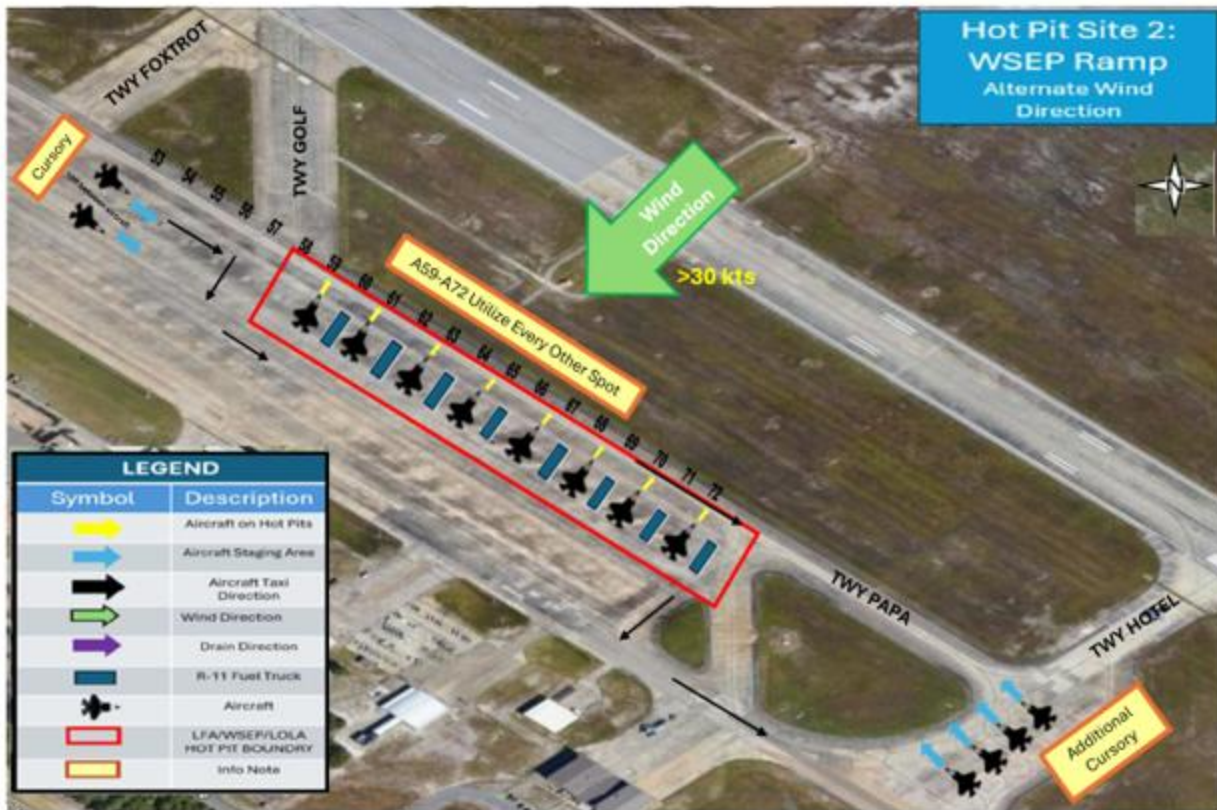 Hot Pit Site 2:
WSEP Ramp
Alternate Wind
Direction
TWY FOXTROT
TWY GOLF
Cursory
53
54
55
56
57
58
59
60
61
62
63
64
65
66
67
68
69
70
71
72
Wind
Direction
>30 kts
A59-A72 Utilize Every Other Spot
N
TWY PAPA
TWY HOTEL
Additional
Cursory
LEGEND
Symbol Description
Aircraft on Hot Pits
Aircraft Staging Area
Aircraft Taxi
Direction
Wind Direction
Drain Direction
R-11 Fuel Truck
Aircraft
LFA/WSEP/LOLA
HOT PIT BOUNDRY
Info Note